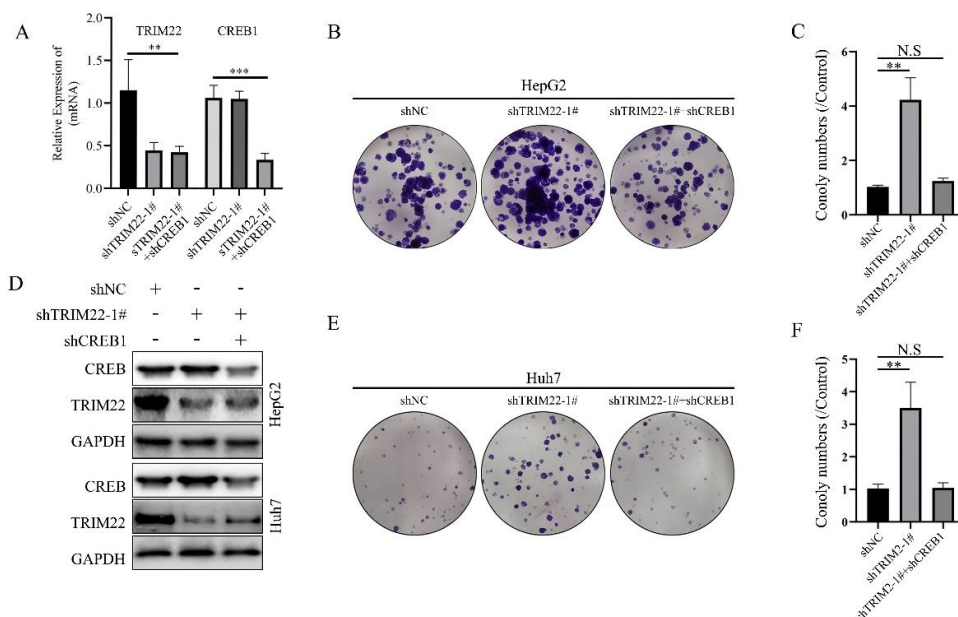 A
TRIM22 CREB1
** ***
Relative Expression of
(mRNA)
1.5
1.0
0.5
0.0
shNC
shTRIM22-1#
sTRIM22-1#
+shCREB1
shNC
shTRIM22-1#
sTRIM22-1#
+shCREB1
B
HepG2
shNC shTRIM22-1# shTRIM22-1#+shCREB1
C
N.S
**
Conoly numbers (/Control)
6
4
2
0
shNC
shTRIM22-1#
shTRIM22-1#+shCREB1
D
shNC + - -
shTRIM22-1# - + +
shCREB1 - - +
CREB
TRIM22
GAPDH
HepG2
CREB
TRIM22
GAPDH
Huh7
E
Huh7
shNC shTRIM22-1# shTRIM22-1#+shCREB1
F
N.S
**
Conoly numbers (/Control)
5
4
3
2
1
0
shNC
shTRIM2-1#
shTRIM2-1#+shCREB1